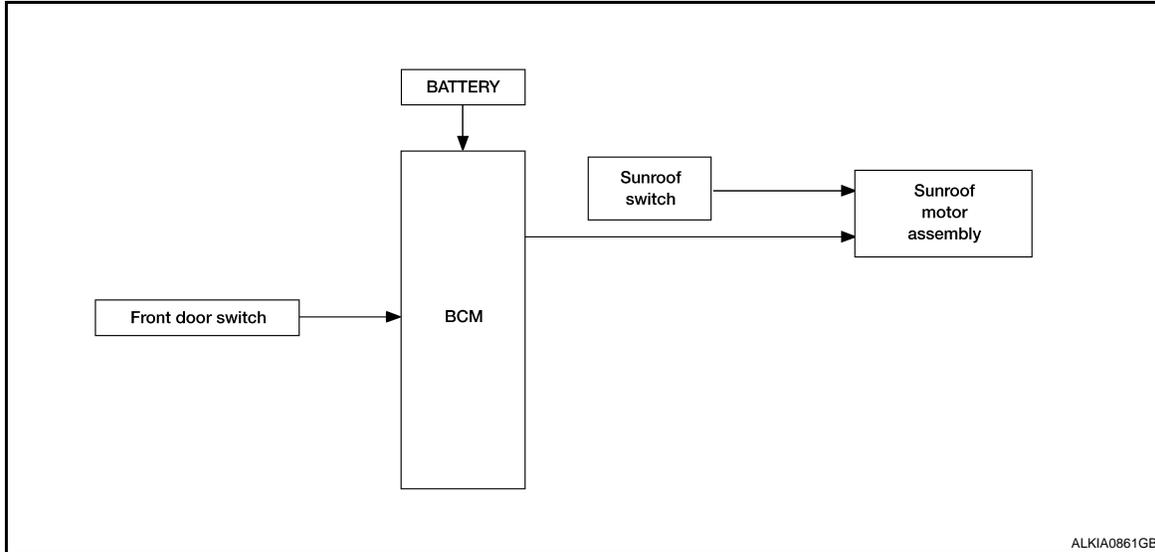 BATTERY
Sunroof
switch
Sunroof
motor
assembly
Front door switch
BCM
ALKIA0861GB